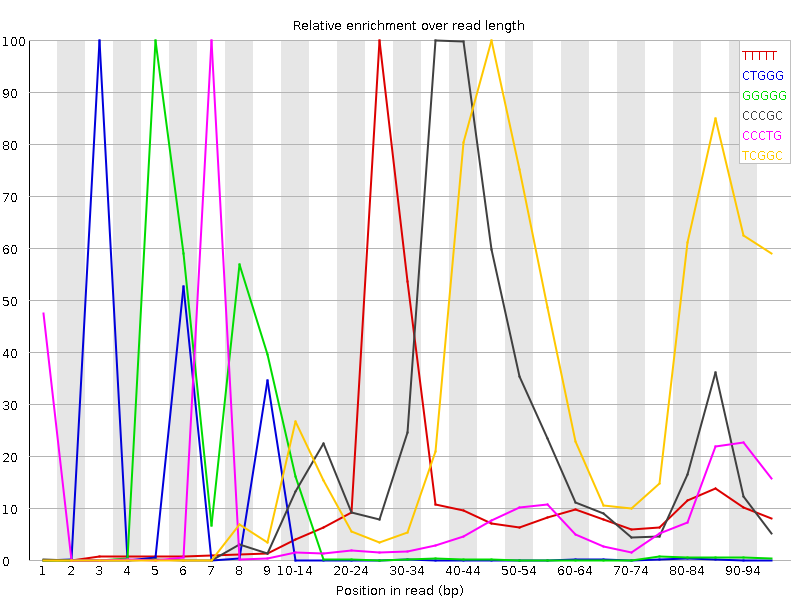 Relative enrichment over read length
100
90
80
70
60
50
40
30
20
10
0
TTTTT
CTGGG
GGGGG
CCCGC
CCCTG
TCGGC
1 2 3 4 5 6 7 8 9 10-14 20-24 30-34 40-44 50-54 60-64 70-74 80-84 90-94
Position in read (bp)